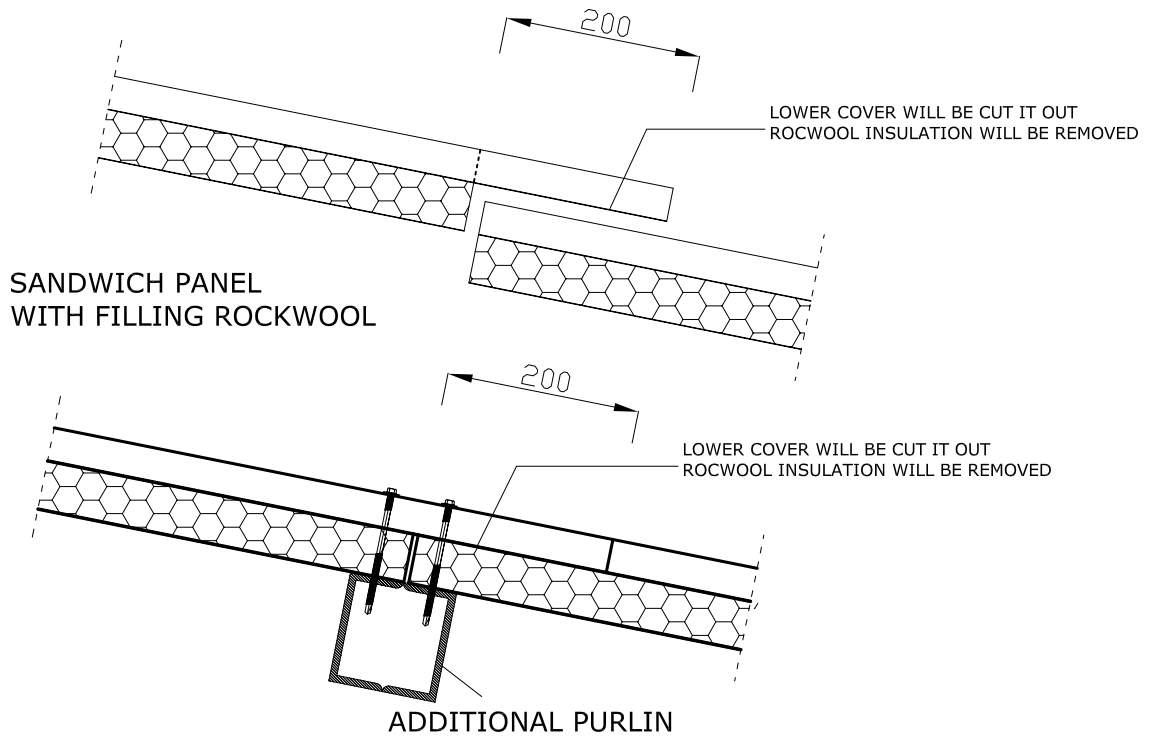 200
LOWER COVER WILL BE CUT IT OUT
ROCWOOL INSULATION WILL BE REMOVED
SANDWICH PANEL
WITH FILLING ROCKWOOL
200
LOWER COVER WILL BE CUT IT OUT
ROCWOOL INSULATION WILL BE REMOVED
ADDITIONAL PURLIN